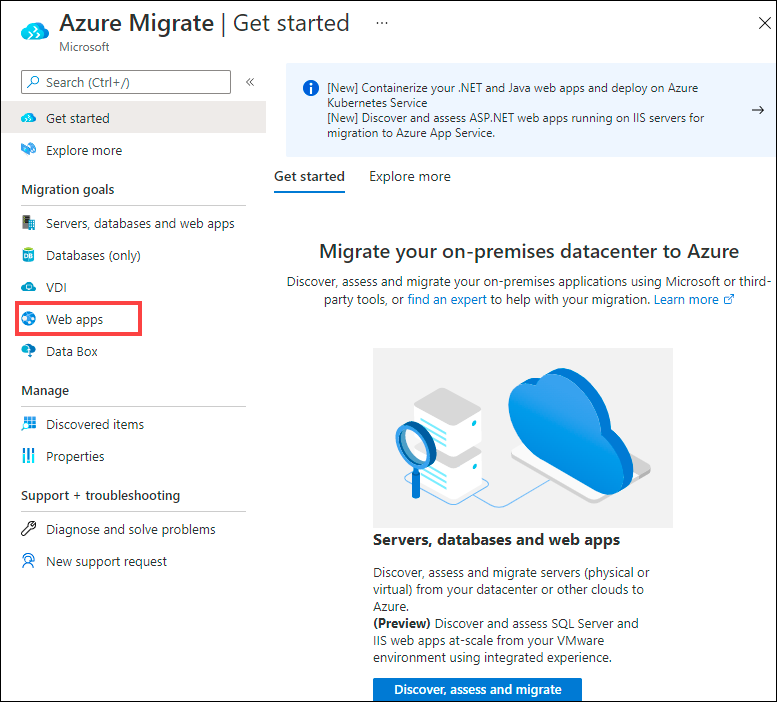 Azure Migrate | Get started ...
Microsoft
Search (Ctrl+/)
Get started
Explore more
Migration goals
Servers, databases and web apps
Databases (only)
VDI
Web apps
Data Box
Manage
Discovered items
Properties
Support + troubleshooting
Diagnose and solve problems
New support request
[New] Containerize your .NET and Java web apps and deploy on Azure
Kubernetes Service
[New] Discover and assess ASP.NET web apps running on IIS servers for
migration to Azure App Service.
Get started Explore more
Migrate your on-premises datacenter to Azure
Discover, assess and migrate your on-premises applications using Microsoft or third-
party tools, or find an expert to help with your migration. Learn more
Servers, databases and web apps
Discover, assess and migrate servers (physical or
virtual) from your datacenter or other clouds to
Azure.
(Preview) Discover and assess SQL Server and
IIS web apps at-scale from your VMware
environment using integrated experience.
Discover, assess and migrate